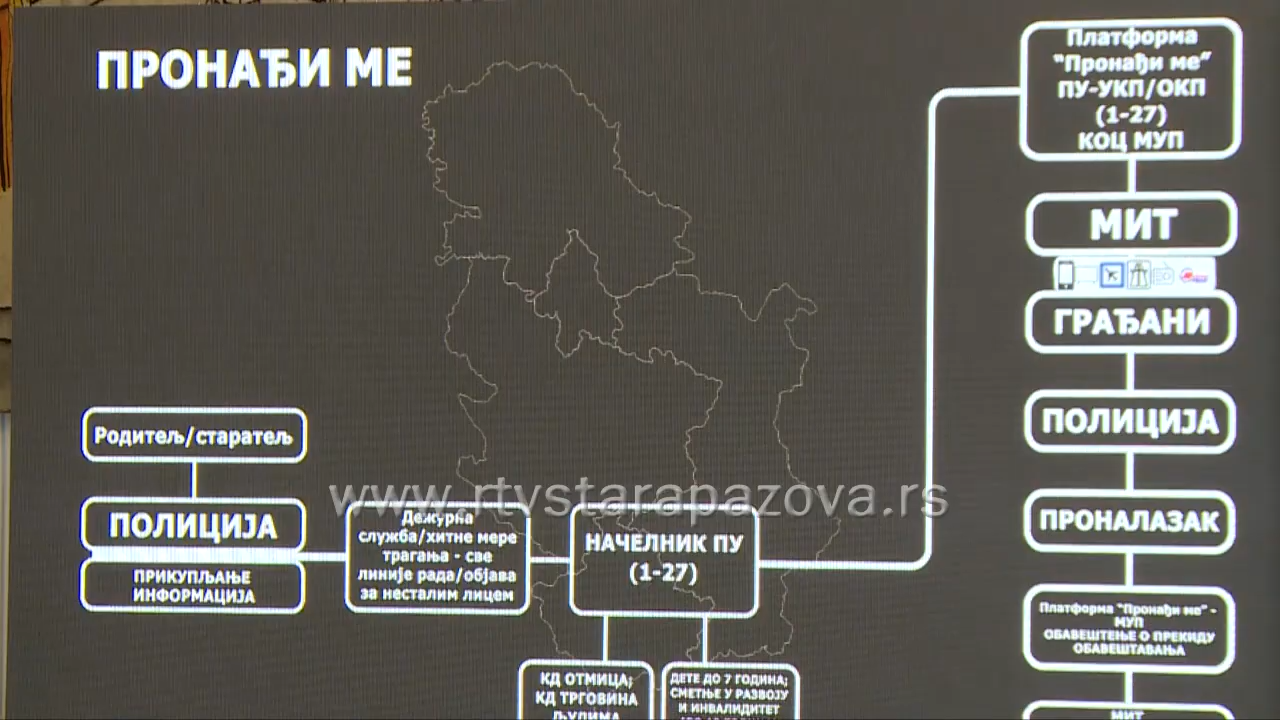 ПРОНАЂИ МЕ
Платформа
“Пронађи ме”
ПУ-УКП/ОКП
(1-27)
КОЦ МУП
МИТ
ГРАЂАНИ
ПОЛИЦИЈА
ПРОНАЛАЗАК
Платформа “Пронађи ме” -
МУП
ОБАВЕШТЕЊЕ О ПРЕКИДУ
ОБАВЕШТАВАЊА
МИТ
Родитељ/старатељ
ПОЛИЦИЈА
ПРИКУПЉАЊЕ
ИНФОРМАЦИЈА
Дежурна
служба/хитне мере
трагања - све
линије рада/објава
за несталим лицем
НАЧЕЛНИК ПУ
(1-27)
КД ОТМИЦА;
КД ТРГОВИНА
ЉУДИМА
ДЕТЕ ДО 7 ГОДИНА;
СМЕТЊЕ У РАЗВОЈУ
И ИНВАЛИДИТЕТ
www.rtvstarapazova.rs